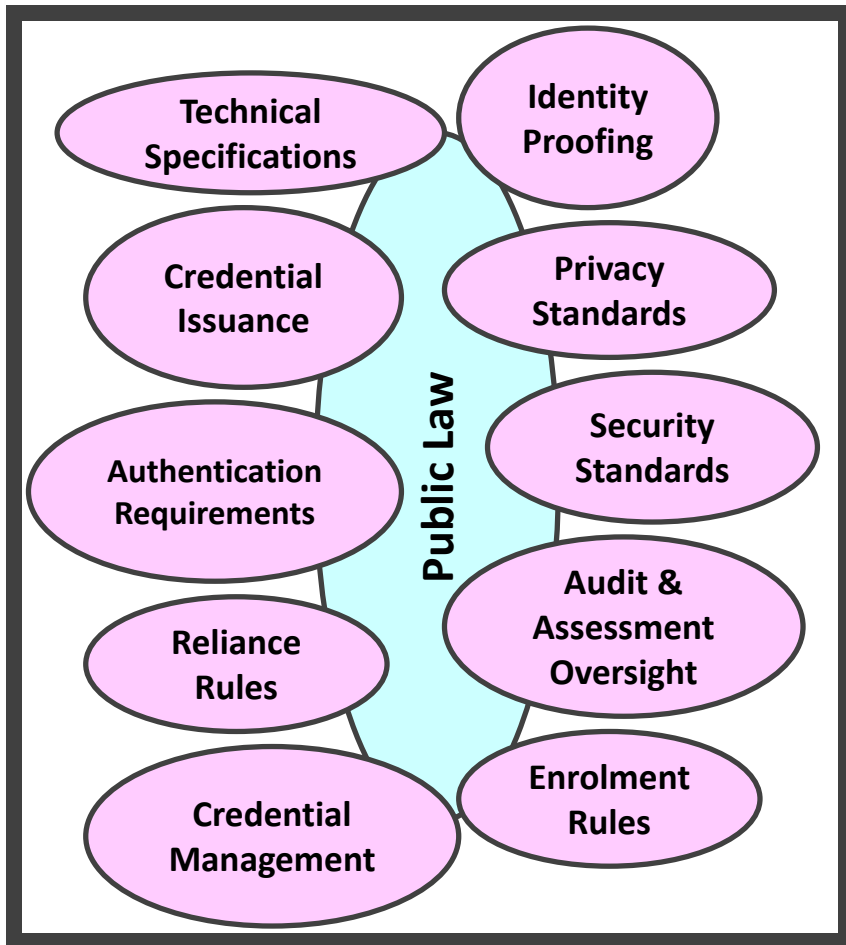 Technical
Specifications
Identity
Proofing
Credential
Issuance
Privacy
Standards
Public Law
Authentication
Requirements
Security
Standards
Reliance
Rules
Audit &
Assessment
Oversight
Credential
Management
Enrolment
Rules